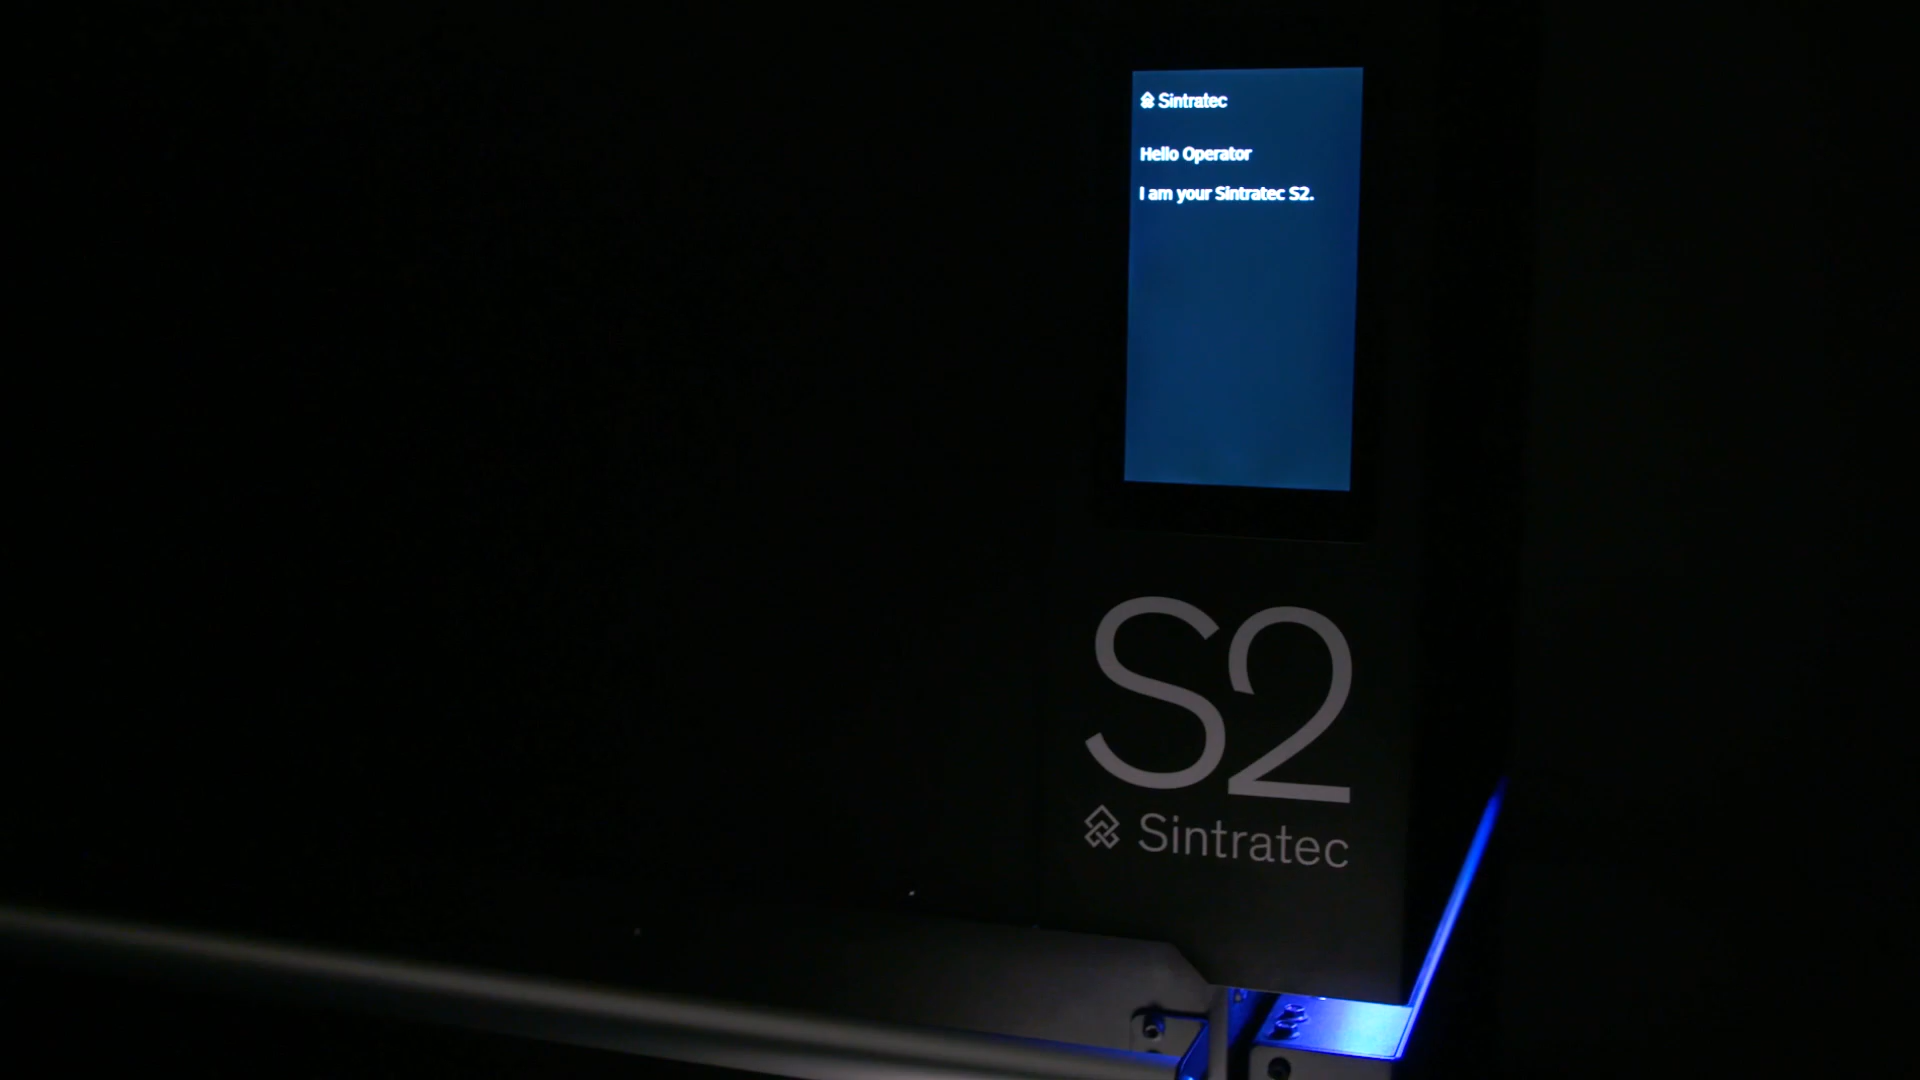 Sintratec
Hello Operator
I am your Sintratec S2.
S2
Sintratec